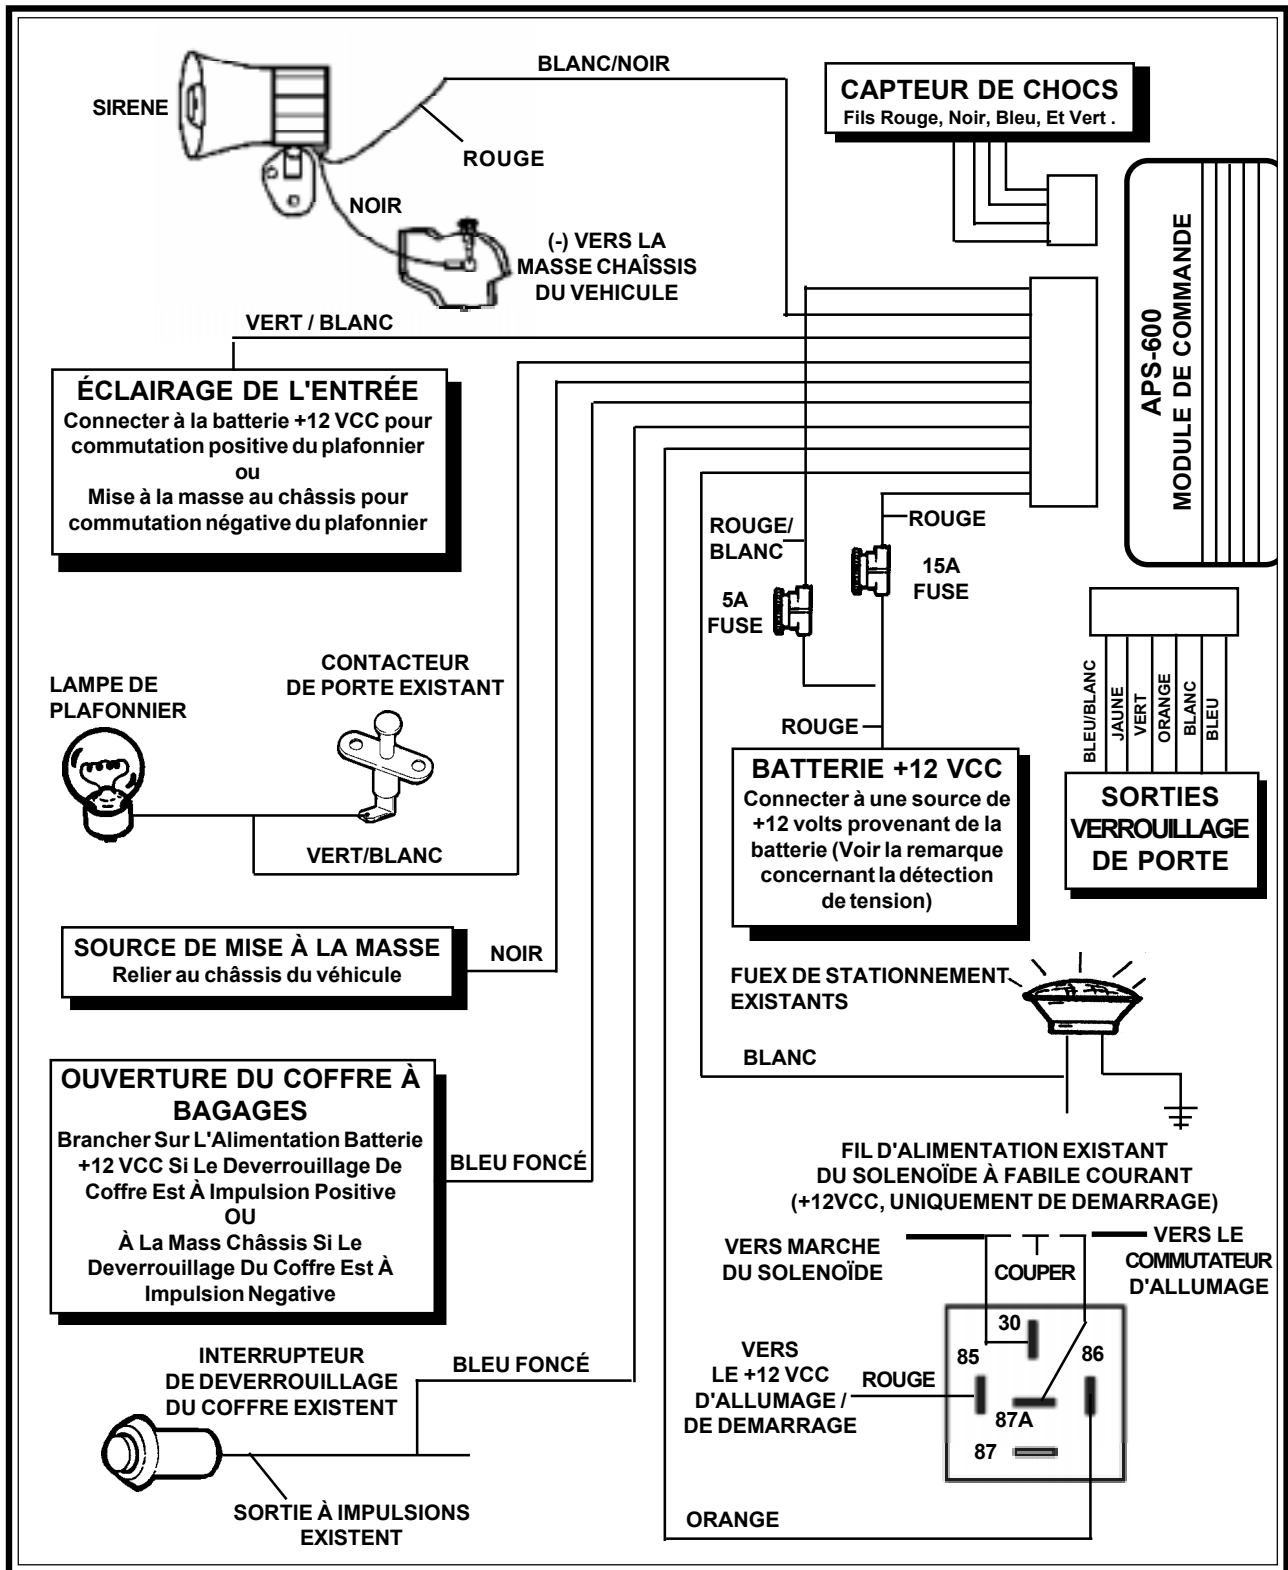 BLANC/NOIR
SIRENE
ROUGE
NOIR
(-) VERS LA
MASSE CHAÎSSIS
DU VEHICULE
CAPTEUR DE CHOCS
Fils Rouge, Noir, Bleu, Et Vert .
APS-600
MODULE DE COMMANDE
VERT / BLANC
ÉCLAIRAGE DE L'ENTRÉE
Connecter à la batterie +12 VCC pour
commutation positive du plafonnier
ou
Mise à la masse au châssis pour
commutation négative du plafonnier
ROUGE/
BLANC
ROUGE
15A
FUSE
5A
FUSE
LAMPE DE
PLAFONNIER
CONTACTEUR
DE PORTE EXISTANT
VERT/BLANC
ROUGE
BATTERIE +12 VCC
Connecter à une source de
+12 volts provenant de la
batterie (Voir la remarque
concernant la détection
de tension)
BLEU/BLANC
JAUNE
VERT
ORANGE
BLANC
BLEU
SORTIES
VERROUILLAGE
DE PORTE
SOURCE DE MISE À LA MASSE
Relier au châssis du véhicule
NOIR
FUEX DE STATIONNEMENT
EXISTANTS
BLANC
OUVERTURE DU COFFRE À
BAGAGES
Brancher Sur L'Alimentation Batterie
+12 VCC Si Le Deverrouillage De
Coffre Est À Impulsion Positive
OU
À La Mass Châssis Si Le
Deverrouillage Du Coffre Est À
Impulsion Negative
BLEU FONCÉ
FIL D'ALIMENTATION EXISTANT
DU SOLENOÏDE À FABILE COURANT
(+12VCC, UNIQUEMENT DE DEMARRAGE)
VERS MARCHE
DU SOLENOÏDE
COUPER
VERS LE
COMMUTATEUR
D'ALLUMAGE
30
85
86
87A
87
VERS
LE +12 VCC
D'ALLUMAGE /
DE DEMARRAGE
ROUGE
INTERRUPTEUR
DE DEVERROUILLAGE
DU COFFRE EXISTENT
BLEU FONCÉ
SORTIE À IMPULSIONS
EXISTENT
ORANGE